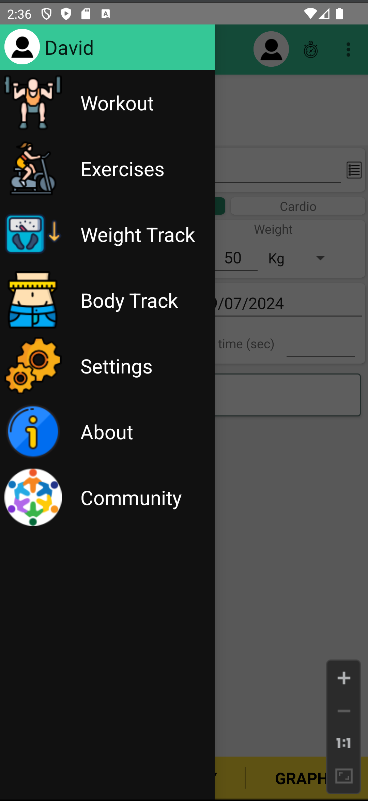 2:36
David
Workout
Exercises
Weight Track
Body Track
Settings
About
Community
Cardio
Weight
50 Kg
/07/2024
time (sec)
GRAPH
1:1